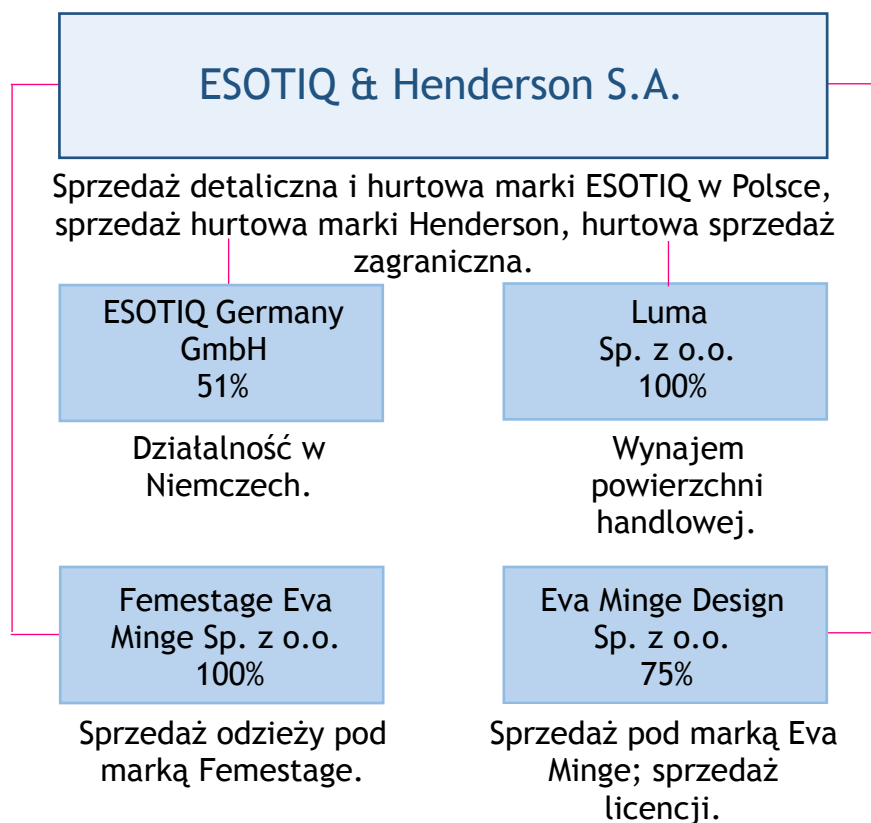 ESOTIQ & Henderson S.A.
Sprzedaż detaliczna i hurtowa marki ESOTIQ w Polsce,
sprzedaż hurtowa marki Henderson, hurtowa sprzedaż
zagraniczna.
ESOTIQ Germany
GmbH
51%
Działalność w
Niemczech.
Luma
Sp. z o.o.
100%
Wynajem
powierzchni
handlowej.
Femestage Eva
Minge Sp. z o.o.
100%
Sprzedaż odzieży pod
marką Femestage.
Eva Minge Design
Sp. z o.o.
75%
Sprzedaż pod marką Eva
Minge; sprzedaż
licencji.